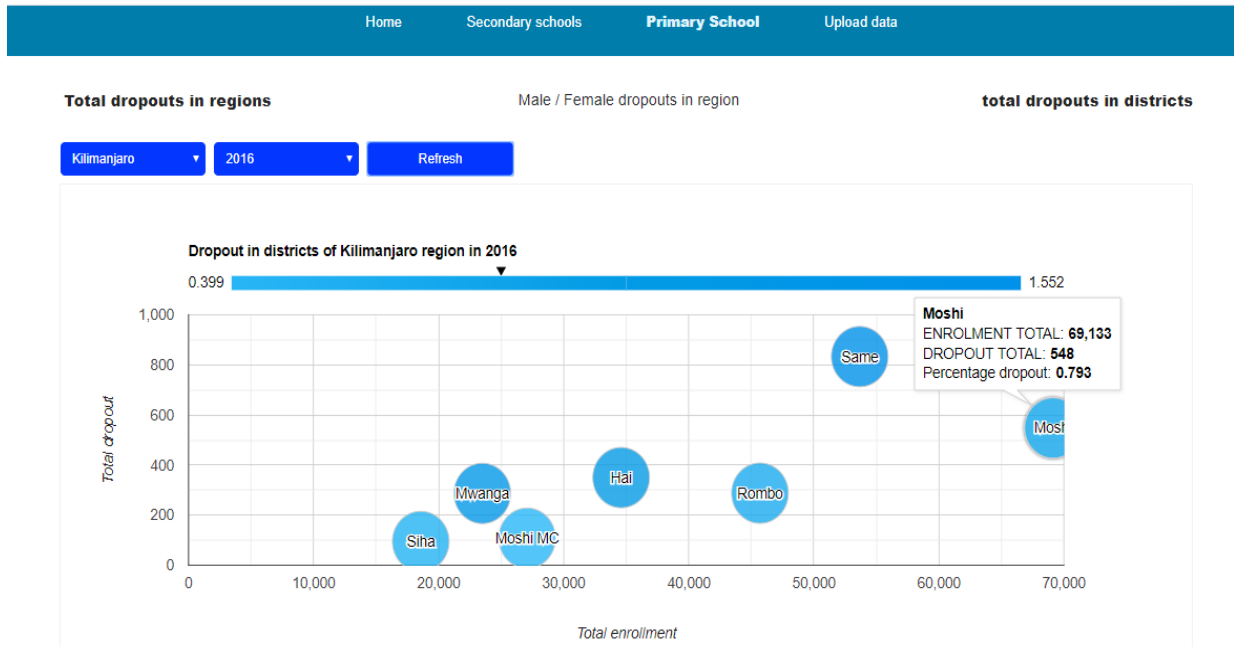 Home Secondary schools Primary School Upload data
Total dropouts in regions Male / Female dropouts in region total dropouts in districts
Kilimanjaro 2016 Refresh
Dropout in districts of Kilimanjaro region in 2016
0.399 1.552
Moshi
ENROLMENT TOTAL: 69,133
DROPOUT TOTAL: 548
Percentage dropout: 0.793
1,000
800
600
400
200
0
Total dropout
Same
Mosh
Hai
Mwanga
Rombo
Siha
Moshi MC
0 10,000 20,000 30,000 40,000 50,000 60,000 70,000
Total enrollment